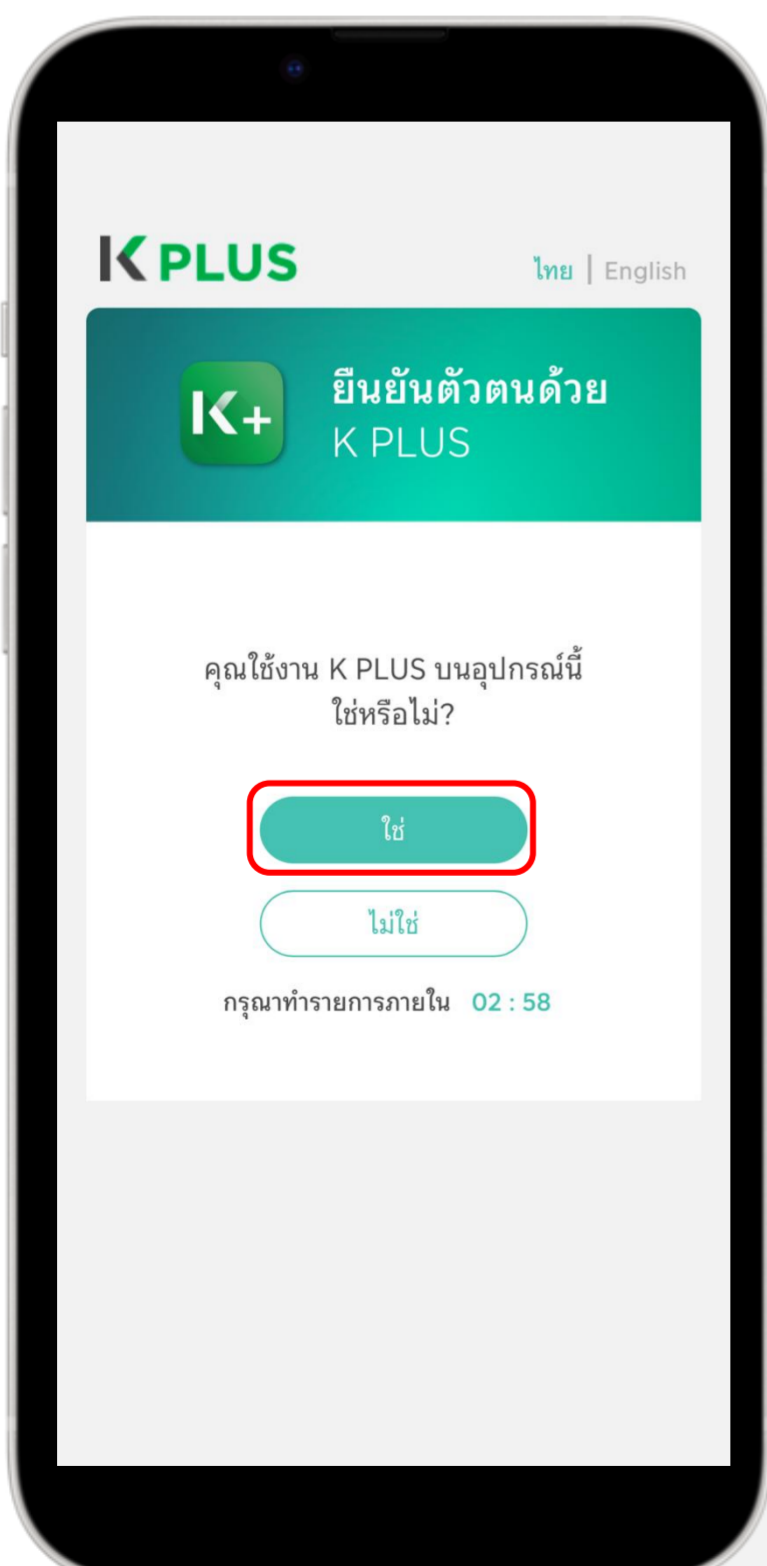 K PLUS
ไทย | English
K+
ยืนยันตัวตนด้วย
K PLUS
คุณใช้งาน K PLUS บนอุปกรณ์นี้
ใช่หรือไม่?
ใช่
ไม่ใช่
กรุณาทำรายการภายใน 02 : 58